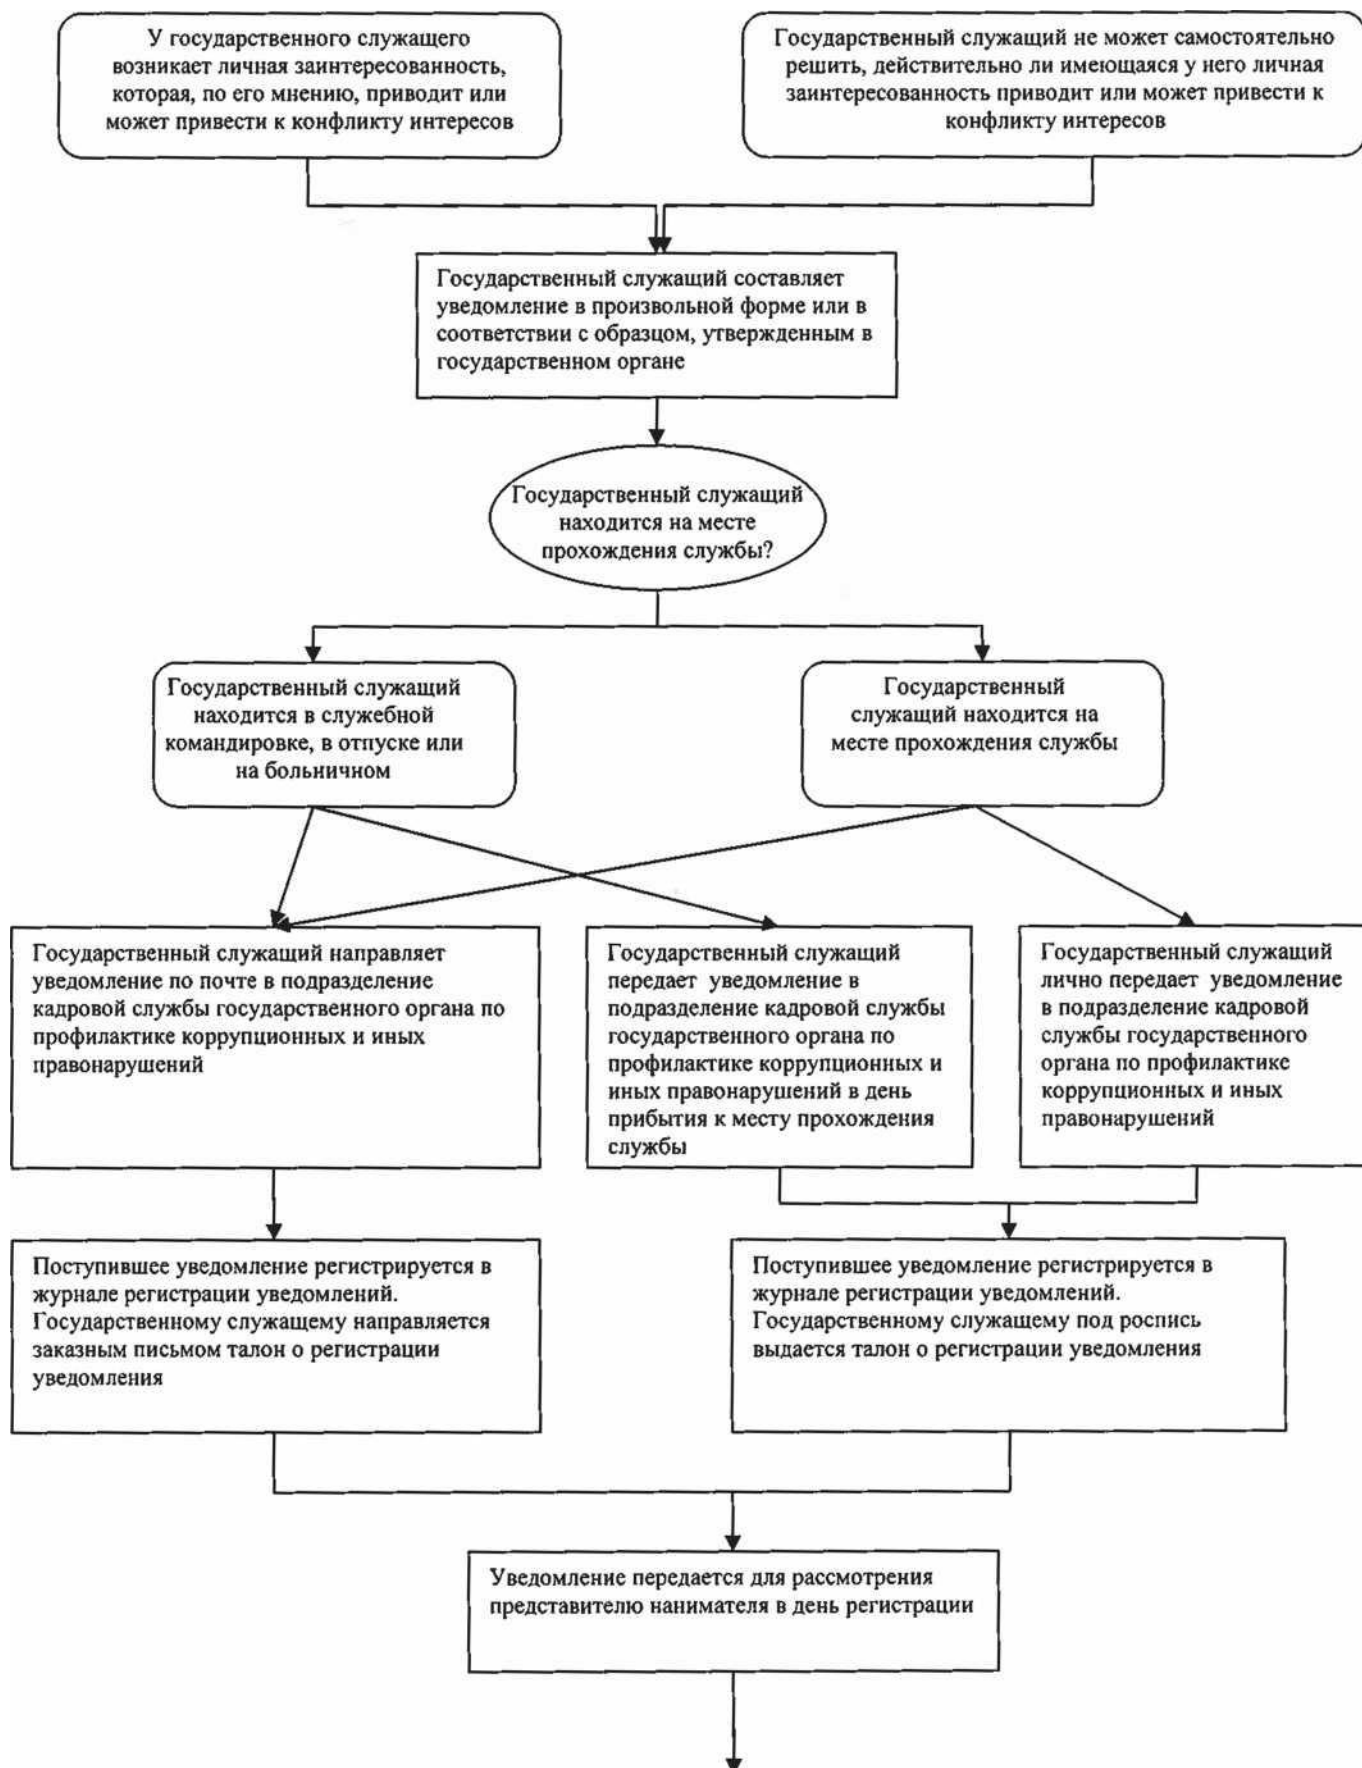 У государственного служащего
возникает личная заинтересованность,
которая, по его мнению, приводит или
может привести к конфликту интересов
Государственный служащий не может самостоятельно
решить, действительно ли имеющаяся у него личная
заинтересованность приводит или может привести к
конфликту интересов
Государственный служащий составляет
уведомление в произвольной форме или в
соответствии с образцом, утвержденным в
государственном органе
Государственный служащий
находится на месте
прохождения службы?
Государственный служащий
находится в служебной
командировке, в отпуске или
на больничном
Государственный
служащий находится на
месте прохождения службы
Государственный служащий направляет
уведомление по почте в подразделение
кадровой службы государственного органа по
профилактике коррупционных и иных
правонарушений
Государственный служащий
передает уведомление в
подразделение кадровой службы
государственного органа по
профилактике коррупционных и
иных правонарушений в день
прибытия к месту прохождения
службы
Государственный служащий
лично передает уведомление
в подразделение кадровой
службы государственного
органа по профилактике
коррупционных и иных
правонарушений
Поступившее уведомление регистрируется в
журнале регистрации уведомлений.
Государственному служащему направляется
заказным письмом талон о регистрации
уведомления
Поступившее уведомление регистрируется в
журнале регистрации уведомлений.
Государственному служащему под роспись
выдается талон о регистрации уведомления
Уведомление передается для рассмотрения
представителю нанимателя в день регистрации